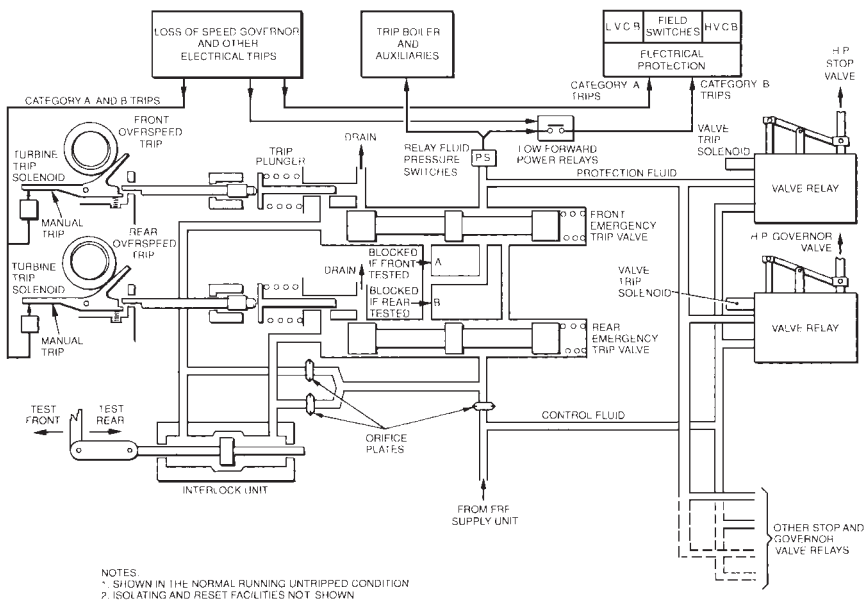 LOSS OF SPEED GOVERNOR
AND OTHER
ELECTRICAL TRIPS
TRIP BOILER
AND
AUXILIARIES
L V C B
FIELD
SWITCHES
H V C B
ELECTRICAL
PROTECTION
H.P
STOP
VALVE
CATEGORY A
TRIPS
CATEGORY B
TRIPS
CATEGORY A AND B TRIPS
FRONT
OVERSPEED
TRIP
TURBINE
TRIP
SOLENOID
TRIP
PLUNGER
DRAIN
RELAY FLUID
PRESSURE
SWITCHES
P S
LOW FORWARD
POWER RELAYS
VALVE
TRIP
SOLENOID
PROTECTION FLUID
VALVE RELAY
MANUAL
TRIP
REAR
OVERSPEED
TRIP
FRONT
EMERGENCY
TRIP VALVE
H.P GOVERNOR
VALVE
BLOCKED
IF FRONT
TESTED
A
TURBINE
TRIP
SOLENOID
DRAIN
BLOCKED
IF REAR
TESTED
B
VALVE
TRIP
SOLENOID
VALVE RELAY
MANUAL
TRIP
REAR
EMERGENCY
TRIP VALVE
TEST
FRONT
TEST
REAR
ORIFICE
PLATES
CONTROL FLUID
INTERLOCK UNIT
FROM FRF
SUPPLY UNIT
OTHER STOP AND
GOVERNOR
VALVE RELAYS
NOTES.
1. SHOWN IN THE NORMAL RUNNING UNTRIPPED CONDITION
2. ISOLATING AND RESET FACILITIES NOT SHOWN